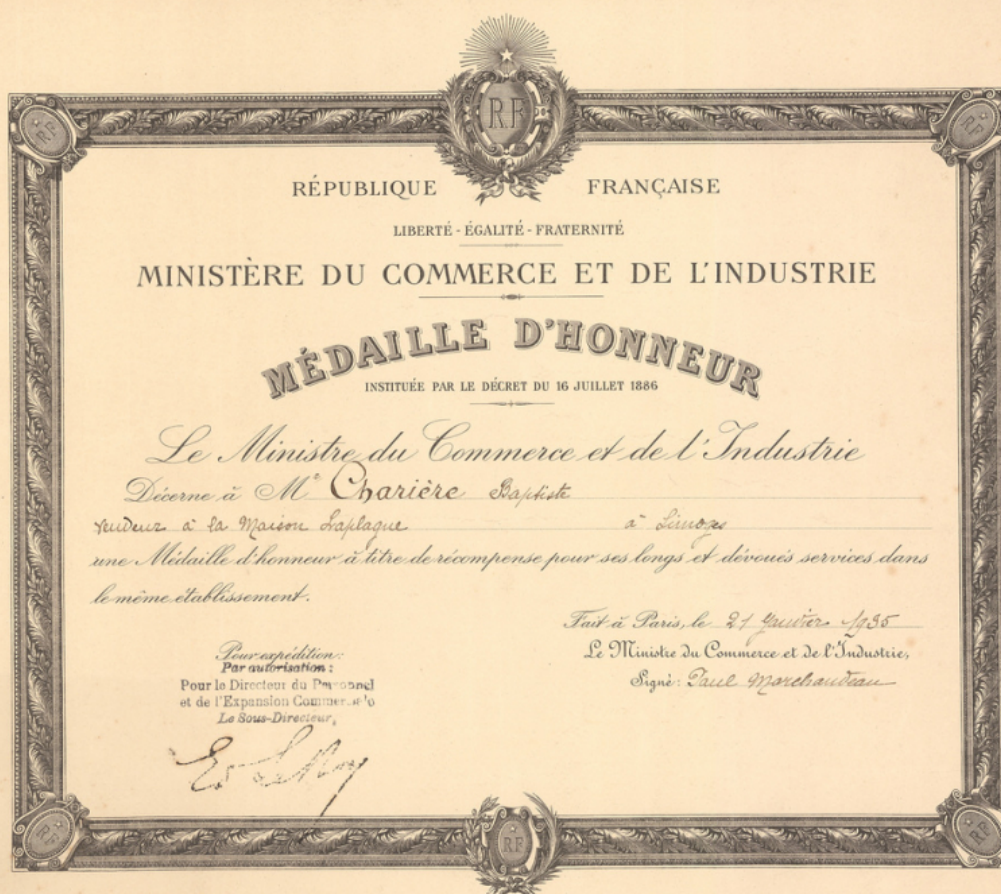 R.F
R.F
R.F
RÉPUBLIQUE FRANÇAISE
LIBERTÉ - ÉGALITÉ - FRATERNITÉ
MINISTÈRE DU COMMERCE ET DE L'INDUSTRIE
MÉDAILLE D'HONNEUR
INSTITUÉE PAR LE DÉCRET DU 16 JUILLET 1886
Le Ministre du Commerce et de l'Industrie
Décerne à Mr Charière Baptiste
vendeur à la Maison Laplagne à Limoges
une Médaille d'honneur à titre de récompense pour ses longs et dévoués services dans
le même établissement.
Fait à Paris, le 21 Janvier 1935
Le Ministre du Commerce et de l'Industrie,
Signé: Paul Marchandeau
Pour expédition:
Par autorisation:
Pour le Directeur du Personnel
et de l'Expansion Commerciale
Le Sous-Directeur,
RF
RF
RF